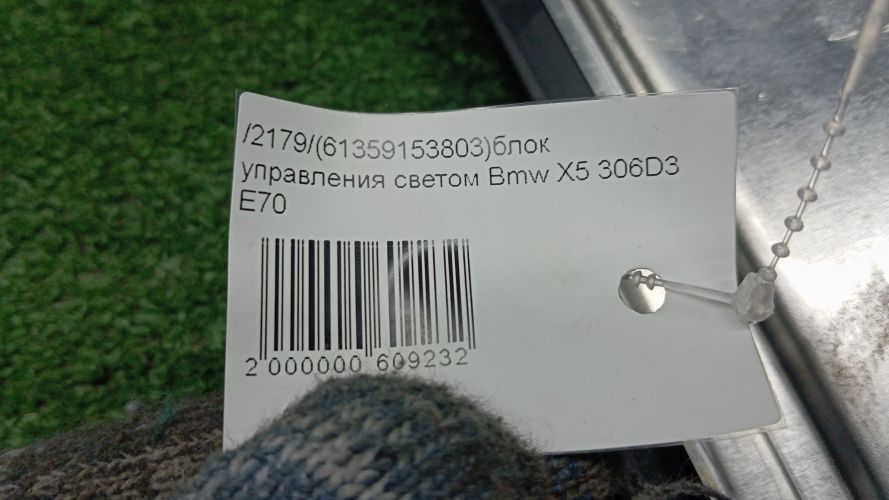 /2179/(61359153803)блок
управления светом Bmw X5 306D3
E70
2 000000 609232